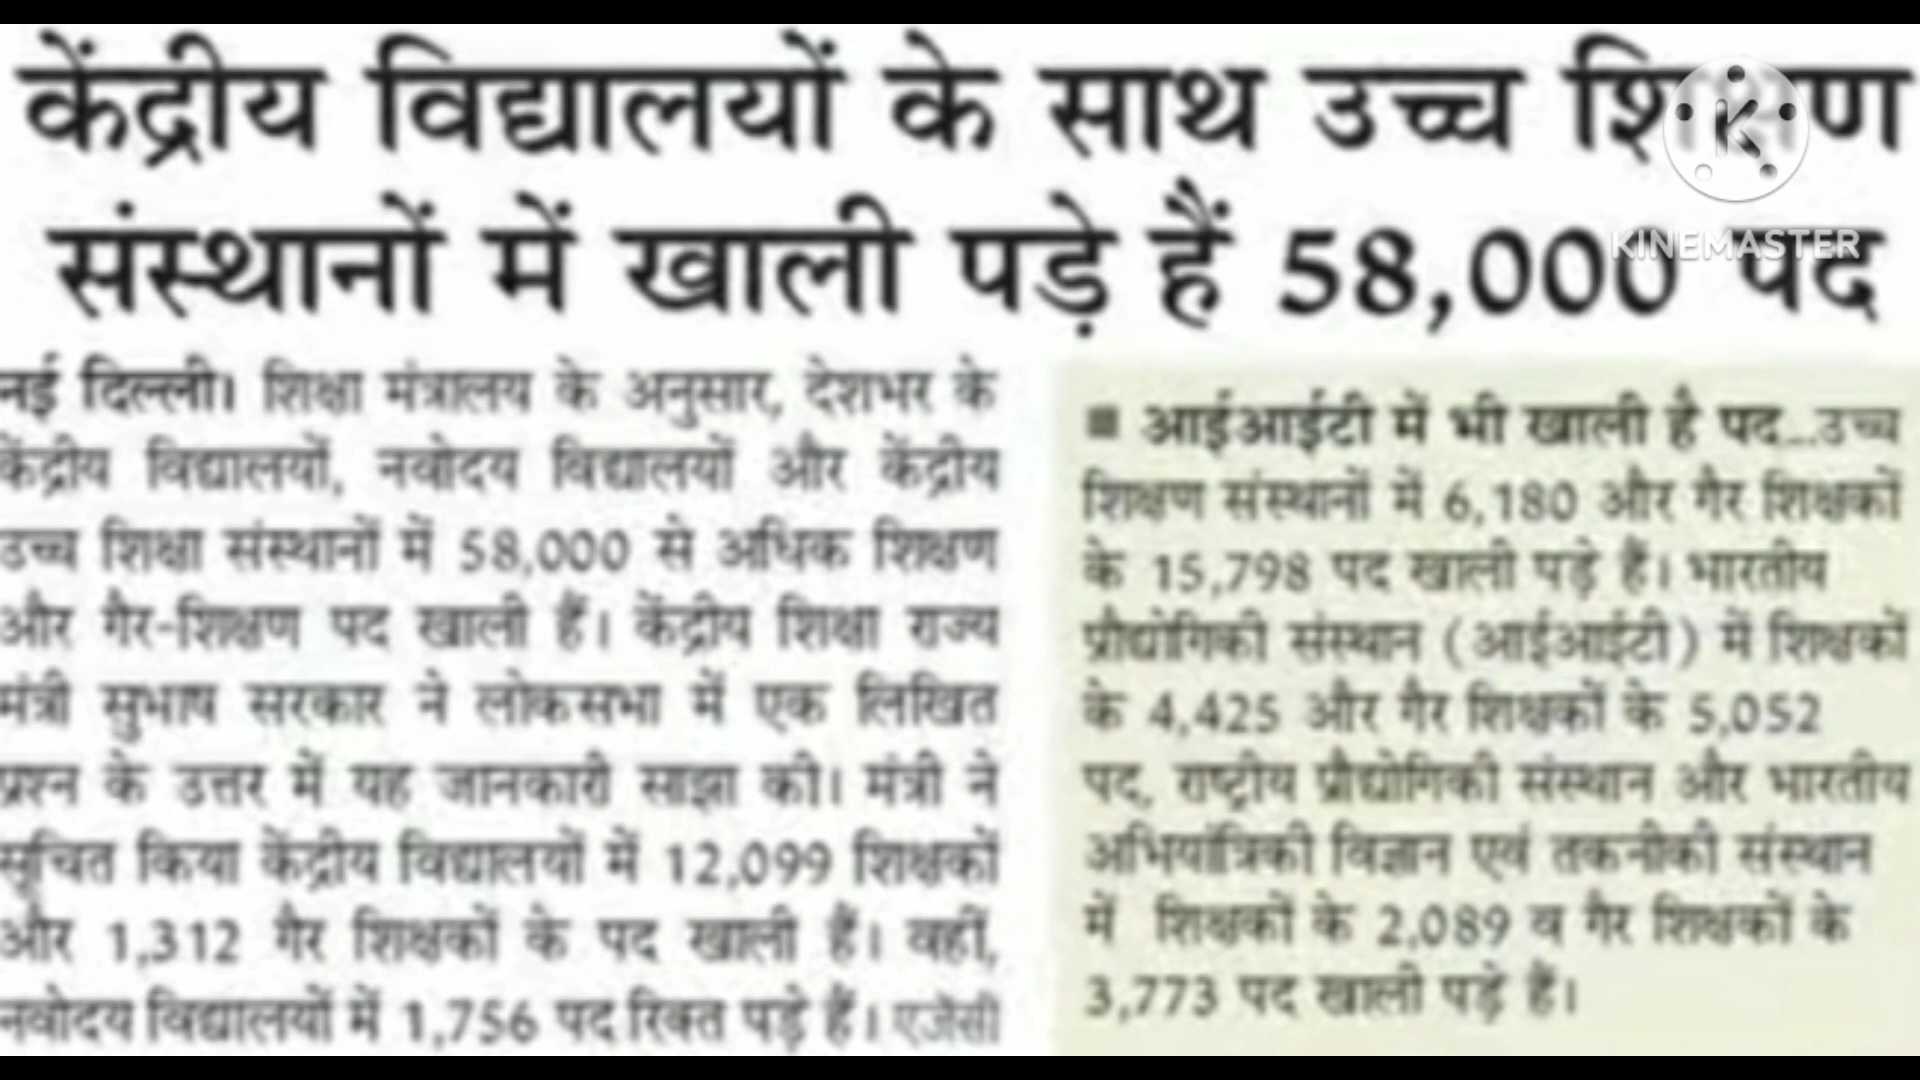 केंद्रीय विद्यालयों के साथ उच्च शिक्षण
संस्थानों में खाली पड़े हैं 58,000 पद
KINEMASTER
नई दिल्ली। शिक्षा मंत्रालय के अनुसार, देशभर के
केंद्रीय विद्यालयों, नवोदय विद्यालयों और केंद्रीय
उच्च शिक्षा संस्थानों में 58,000 से अधिक शिक्षण
और गैर-शिक्षण पद खाली हैं। केंद्रीय शिक्षा राज्य
मंत्री सुभाष सरकार ने लोकसभा में एक लिखित
प्रश्न के उत्तर में यह जानकारी साझा की। मंत्री ने
सूचित किया केंद्रीय विद्यालयों में 12,099 शिक्षकों
और 1,312 गैर शिक्षकों के पद खाली हैं। वहीं,
नवोदय विद्यालयों में 1,756 पद रिक्त पड़े हैं। एजेंसी
■ आईआईटी में भी खाली है पद...उच्च
शिक्षण संस्थानों में 6,180 और गैर शिक्षकों
के 15,798 पद खाली पड़े हैं। भारतीय
प्रौद्योगिकी संस्थान (आईआईटी) में शिक्षकों
के 4,425 और गैर शिक्षकों के 5,052
पद, राष्ट्रीय प्रौद्योगिकी संस्थान और भारतीय
अभियांत्रिकी विज्ञान एवं तकनीकी संस्थान
में शिक्षकों के 2,089 व गैर शिक्षकों के
3,773 पद खाली पड़े हैं।